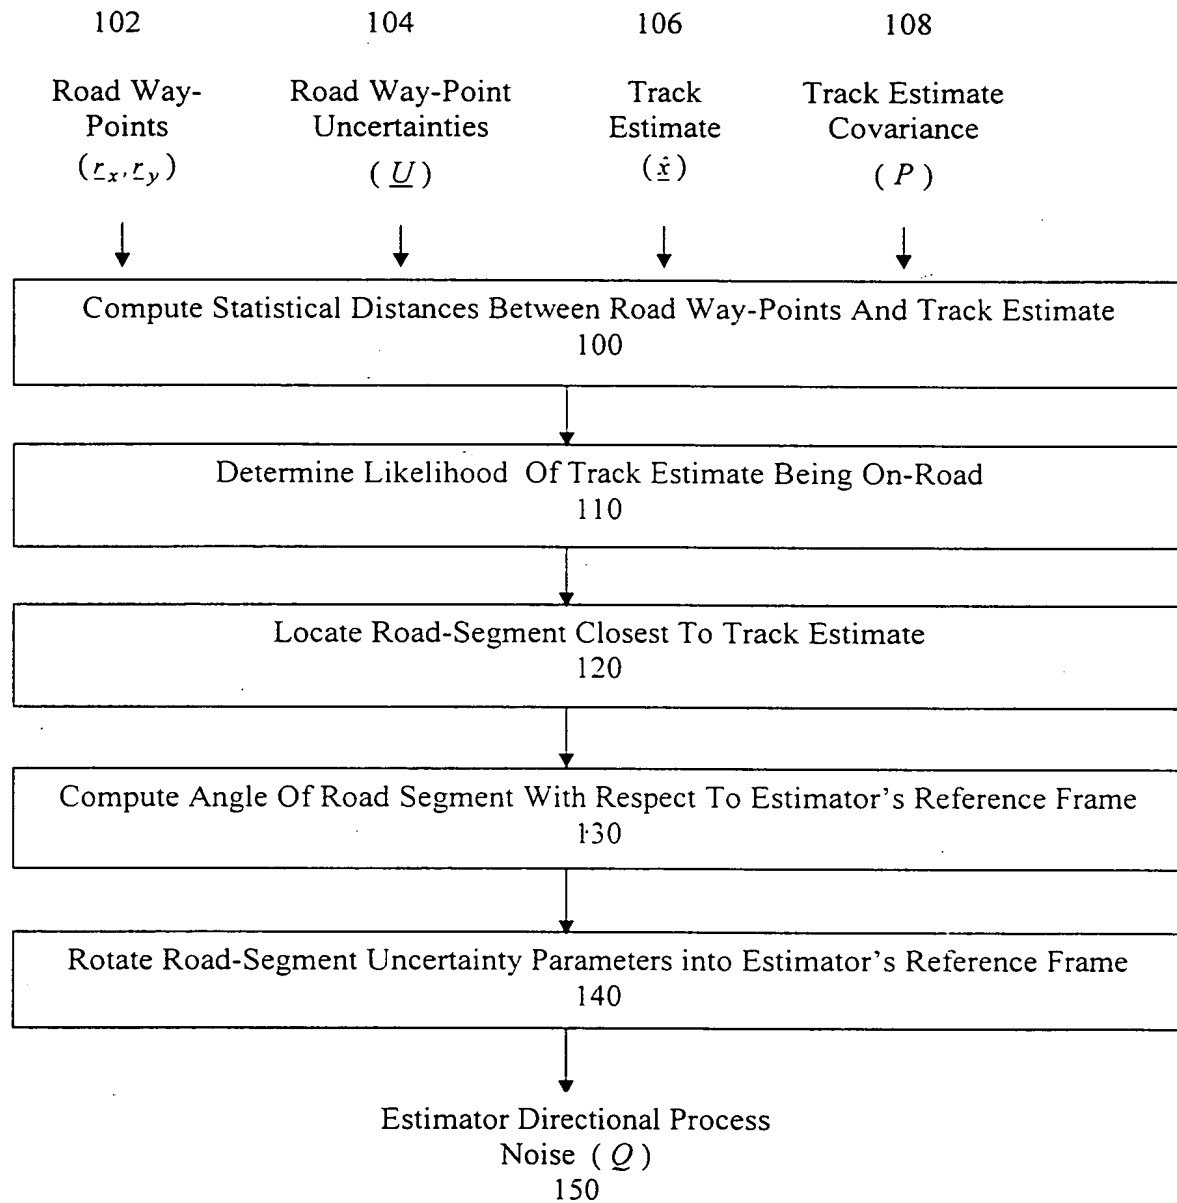 102 104 106 108
Road Way- Road Way-Point Track Track Estimate
Points Uncertainties Estimate Covariance
(r_x, r_y) (U) (x̂) (P)
Compute Statistical Distances Between Road Way-Points And Track Estimate
100
Determine Likelihood Of Track Estimate Being On-Road
110
Locate Road-Segment Closest To Track Estimate
120
Compute Angle Of Road Segment With Respect To Estimator's Reference Frame
130
Rotate Road-Segment Uncertainty Parameters into Estimator's Reference Frame
140
Estimator Directional Process
Noise (Q)
150